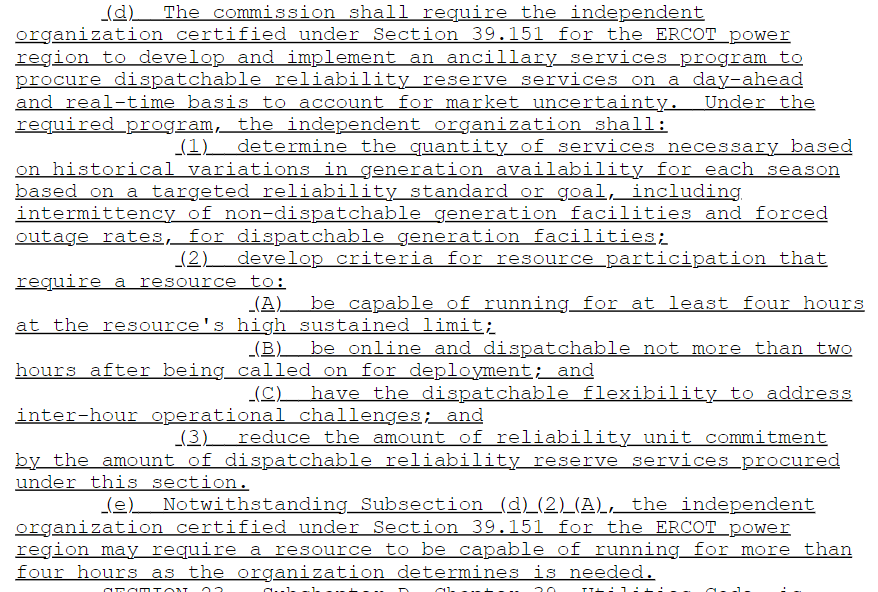 (d) The commission shall require the independent
organization certified under Section 39.151 for the ERCOT power
region to develop and implement an ancillary services program to
procure dispatchable reliability reserve services on a day-ahead
and real-time basis to account for market uncertainty. Under the
required program, the independent organization shall:
(1) determine the quantity of services necessary based
on historical variations in generation availability for each season
based on a targeted reliability standard or goal, including
intermittency of non-dispatchable generation facilities and forced
outage rates, for dispatchable generation facilities;
(2) develop criteria for resource participation that
require a resource to:
(A) be capable of running for at least four hours
at the resource's high sustained limit;
(B) be online and dispatchable not more than two
hours after being called on for deployment; and
(C) have the dispatchable flexibility to address
inter-hour operational challenges; and
(3) reduce the amount of reliability unit commitment
by the amount of dispatchable reliability reserve services procured
under this section.
(e) Notwithstanding Subsection (d)(2)(A), the independent
organization certified under Section 39.151 for the ERCOT power
region may require a resource to be capable of running for more than
four hours as the organization determines is needed.
SECTION 23. Subchapter D, Chapter 39, Utilities Code, is